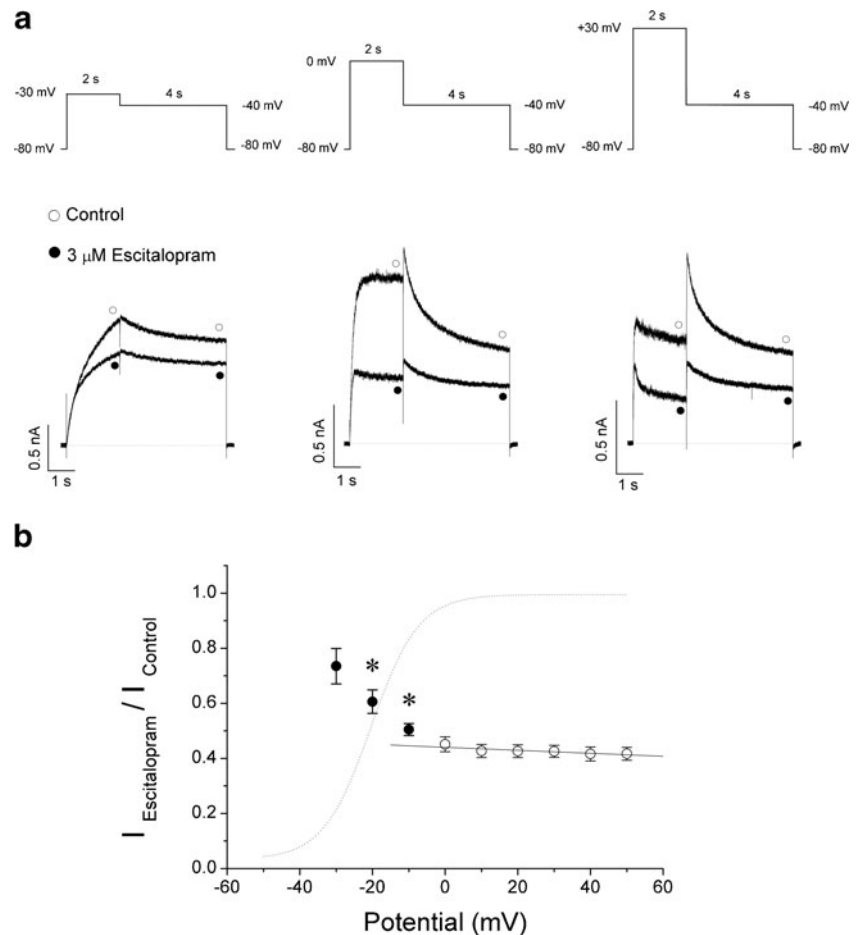 a
2 s
-30 mV
4 s
-40 mV
-80 mV
-80 mV
2 s
0 mV
4 s
-40 mV
-80 mV
-80 mV
2 s
+30 mV
4 s
-40 mV
-80 mV
-80 mV
○ Control
● 3 μM Escitalopram
0.5 nA
1 s
0.5 nA
1 s
0.5 nA
1 s
b
I Escitalopram / I Control
1.0
0.8
0.6
0.4
0.2
0.0
* *
-60 -40 -20 0 20 40 60
Potential (mV)